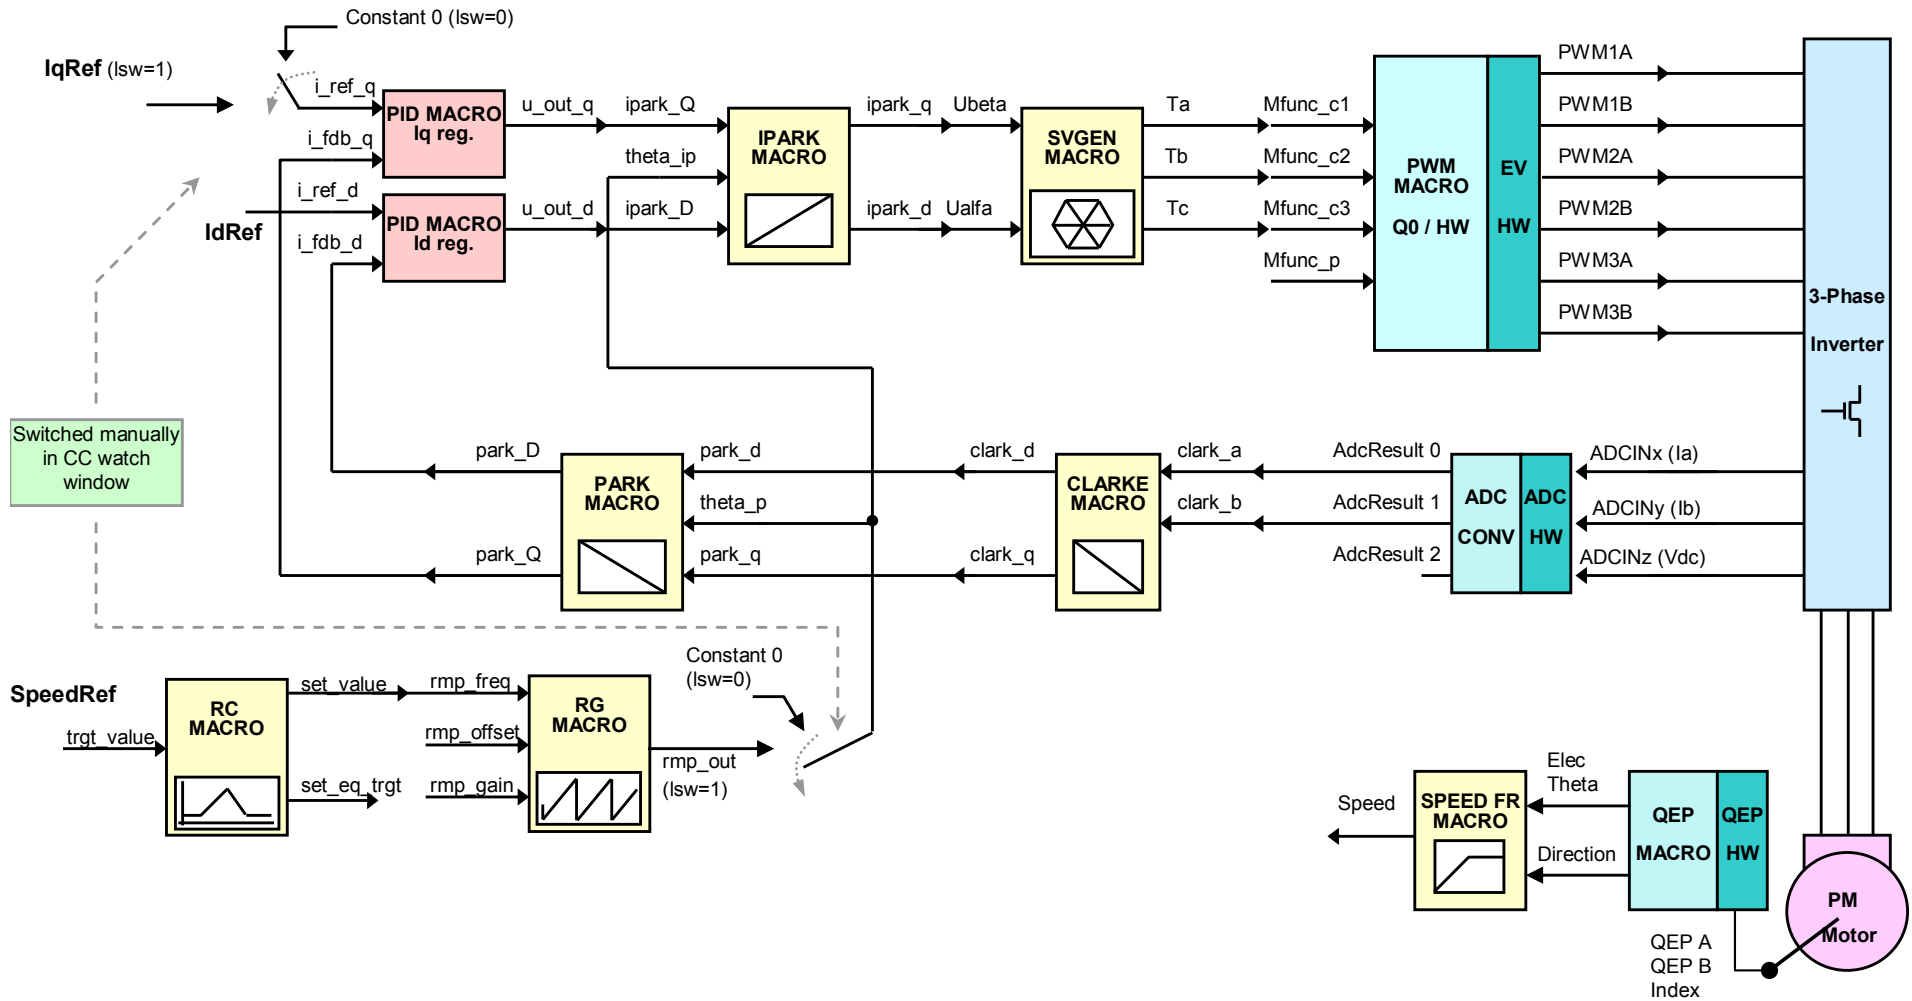 Constant 0 (lsw=0)
IqRef (lsw=1)
i_ref_q
i_fdb_q
PID MACRO
Iq reg.
u_out_q
ipark_Q
theta_ip
i_ref_d
IdRef
i_fdb_d
PID MACRO
Id reg.
u_out_d
ipark_D
IPARK
MACRO
ipark_q
Ubeta
ipark_d
Ualfa
SVGEN
MACRO
Ta
Tb
Tc
Mfunc_c1
Mfunc_c2
Mfunc_c3
Mfunc_p
PWM
MACRO
Q0 / HW
EV
HW
PWM1A
PWM1B
PWM2A
PWM2B
PWM3A
PWM3B
3-Phase
Inverter
Switched manually
in CC watch
window
park_D
park_Q
PARK
MACRO
park_d
theta_p
park_q
clark_d
clark_q
CLARKE
MACRO
clark_a
clark_b
AdcResult 0
AdcResult 1
AdcResult 2
ADC
CONV
ADC
HW
ADCINx (Ia)
ADCINy (Ib)
ADCINz (Vdc)
SpeedRef
trgt_value
RC
MACRO
set_value
set_eq_trgt
rmp_freq
rmp_offset
rmp_gain
RG
MACRO
rmp_out
(lsw=1)
Constant 0
(lsw=0)
Speed
SPEED FR
MACRO
Elec
Theta
Direction
QEP
MACRO
QEP
HW
QEP A
QEP B
Index
PM
Motor